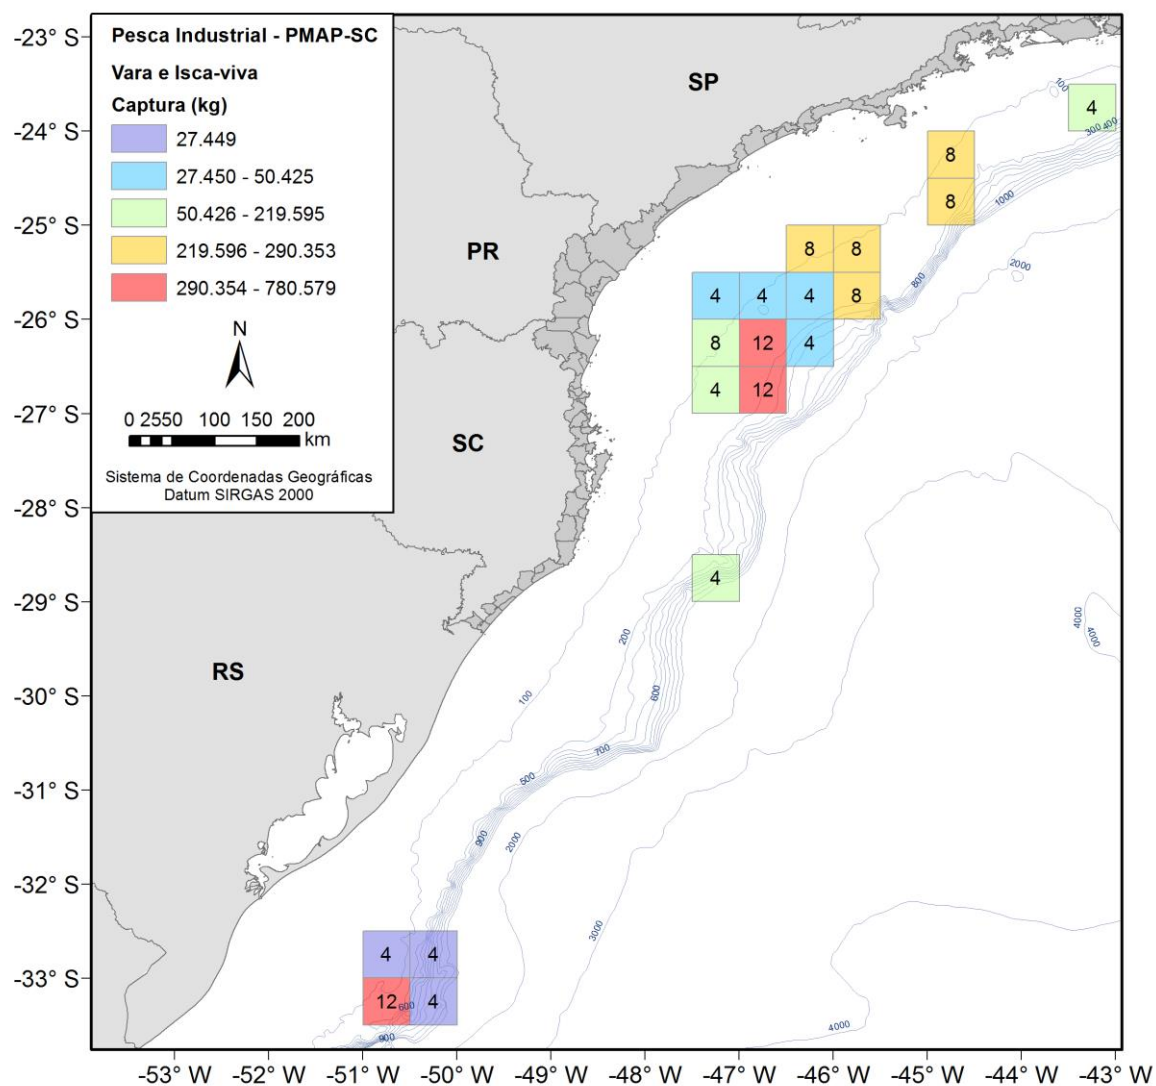 Pesca Industrial - PMAP-SC
Vara e Isca-viva
Captura (kg)
27.449
27.450 - 50.425
50.426 - 219.595
219.596 - 290.353
290.354 - 780.579
N
0 25 50 100 150 200
km
Sistema de Coordenadas Geográficas
Datum SIRGAS 2000
-23° S
-24° S
-25° S
-26° S
-27° S
-28° S
-29° S
-30° S
-31° S
-32° S
-33° S
SP
PR
SC
RS
100
4
300 400
8
8
1000
8 8
2000
800
4 4 4 8
8 12 4
4 12
4
200
4000
4000
600
100
700
500
900
2000
3000
4 4
12 600 4
900
4000
-53° W -52° W -51° W -50° W -49° W -48° W -47° W -46° W -45° W -44° W -43° W